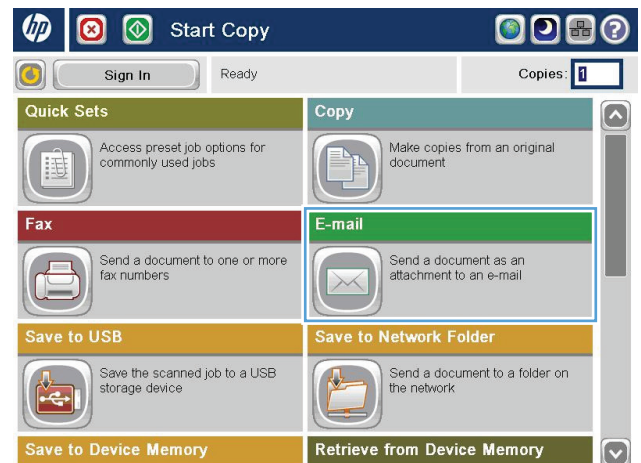 hp
Start Copy
?
Sign In
Ready
Copies: 1
Quick Sets
Copy
Access preset job options for
commonly used jobs
Make copies from an original
document
Fax
E-mail
Send a document to one or more
fax numbers
Send a document as an
attachment to an e-mail
Save to USB
Save to Network Folder
Save the scanned job to a USB
storage device
Send a document to a folder on
the network
Save to Device Memory
Retrieve from Device Memory